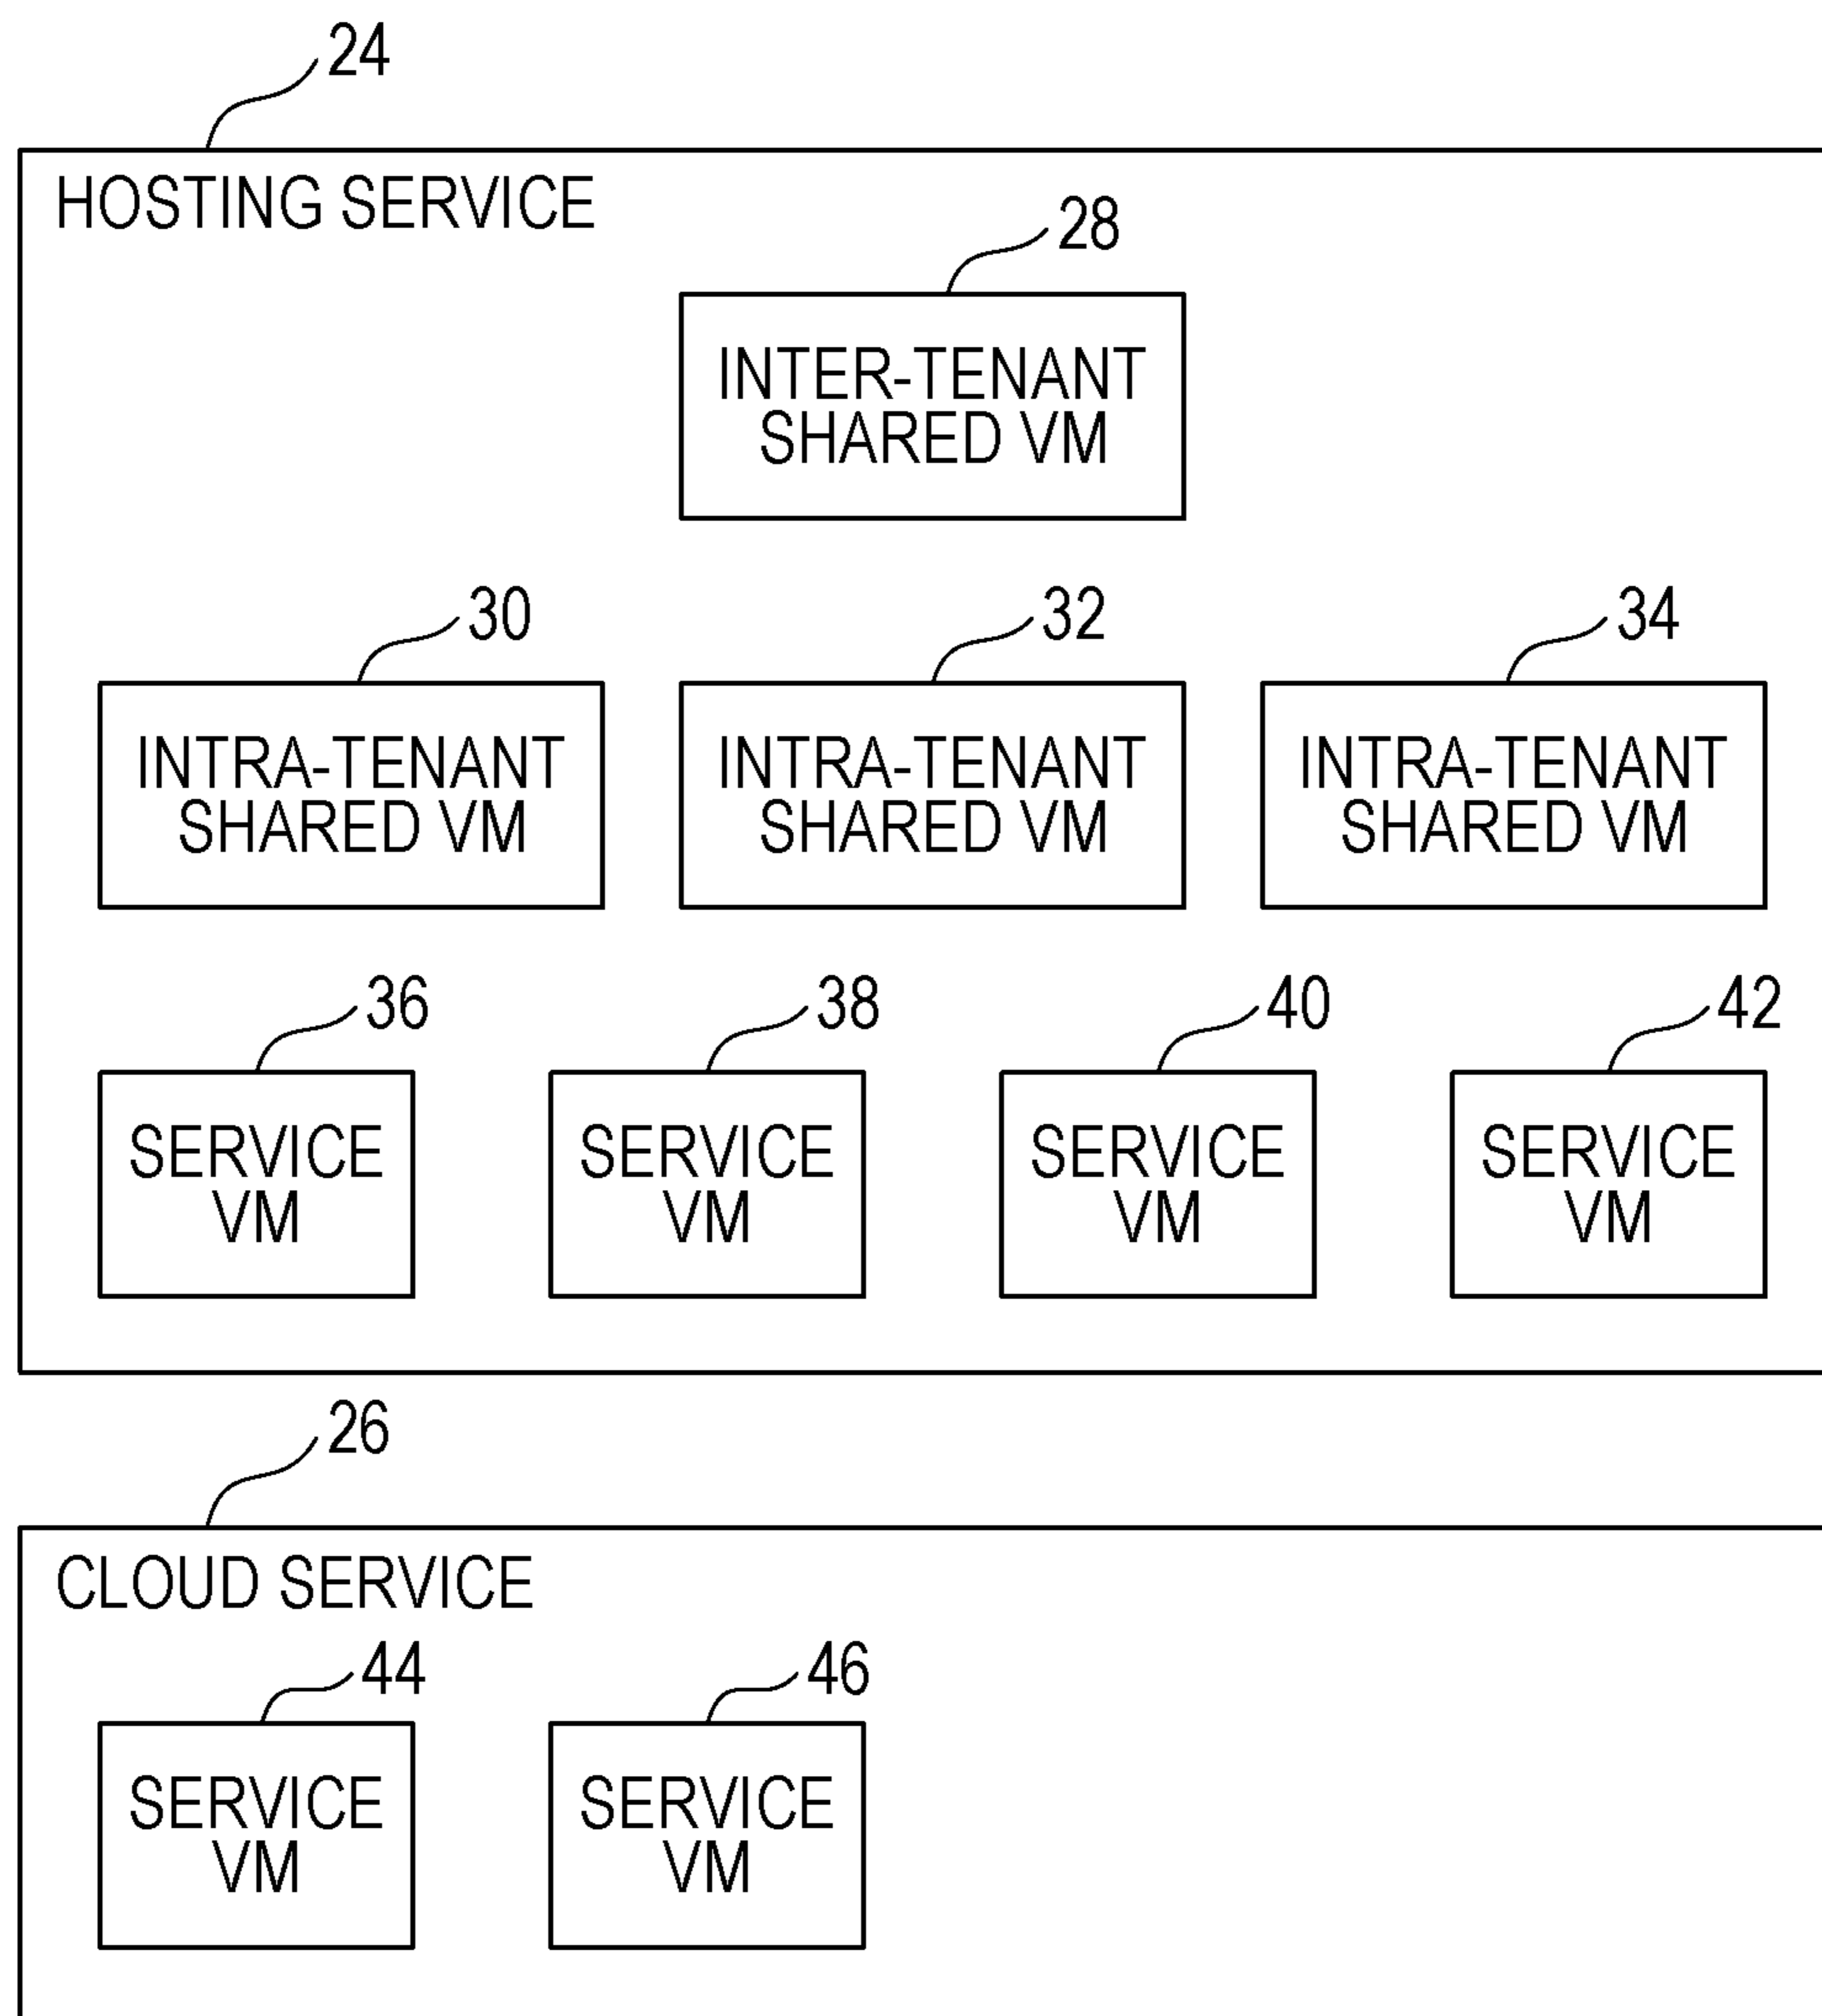 24
HOSTING SERVICE
28
INTER-TENANT
SHARED VM
30
32
34
INTRA-TENANT
SHARED VM
INTRA-TENANT
SHARED VM
INTRA-TENANT
SHARED VM
36
38
40
42
SERVICE
VM
SERVICE
VM
SERVICE
VM
SERVICE
VM
26
CLOUD SERVICE
44
46
SERVICE
VM
SERVICE
VM